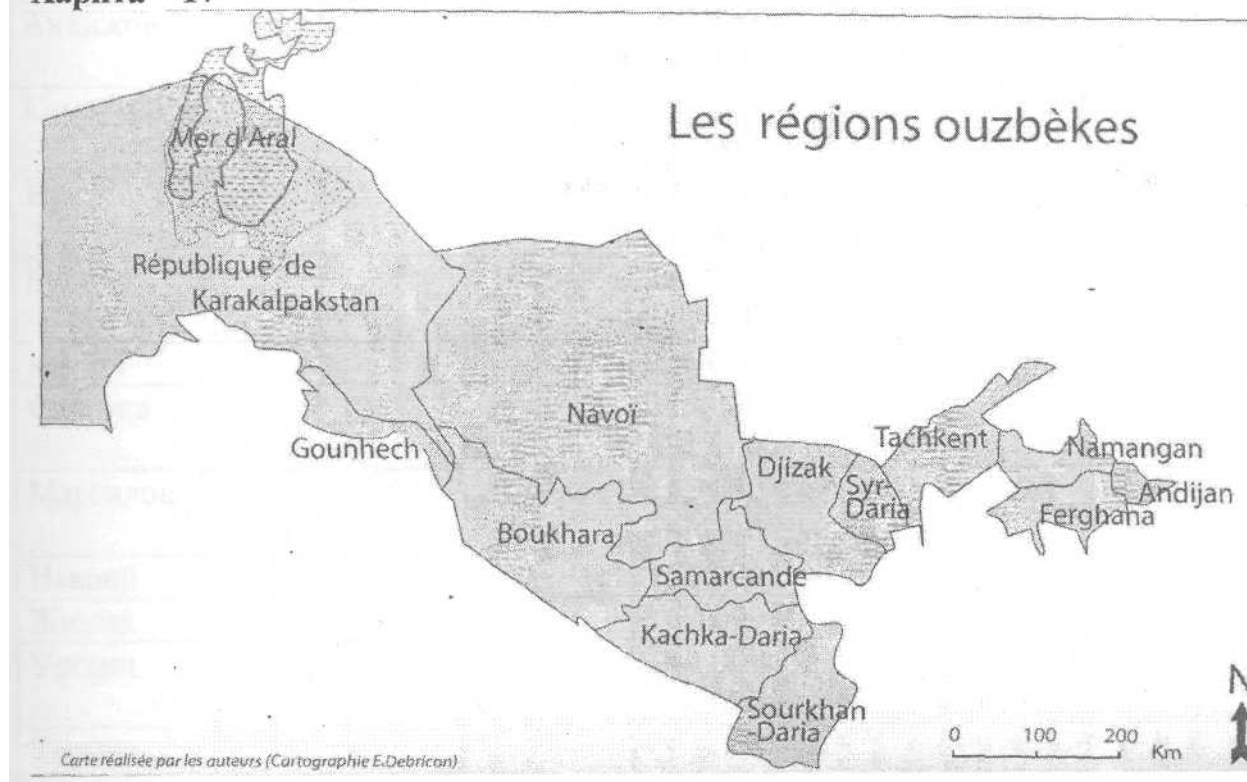 Les régions ouzbèkes
Mer d'Aral
République de
Karakalpakstan
Navoï
Gounhech
Boukhara
Djizak
Syr-
Daria
Tachkent
Namangan
Andijan
Ferghana
Samarcande
Kachka-Daria
Sourkhan
-Daria
N
0 100 200
Km
Carte réalisée par les auteurs (Cartographie E.Debricon)